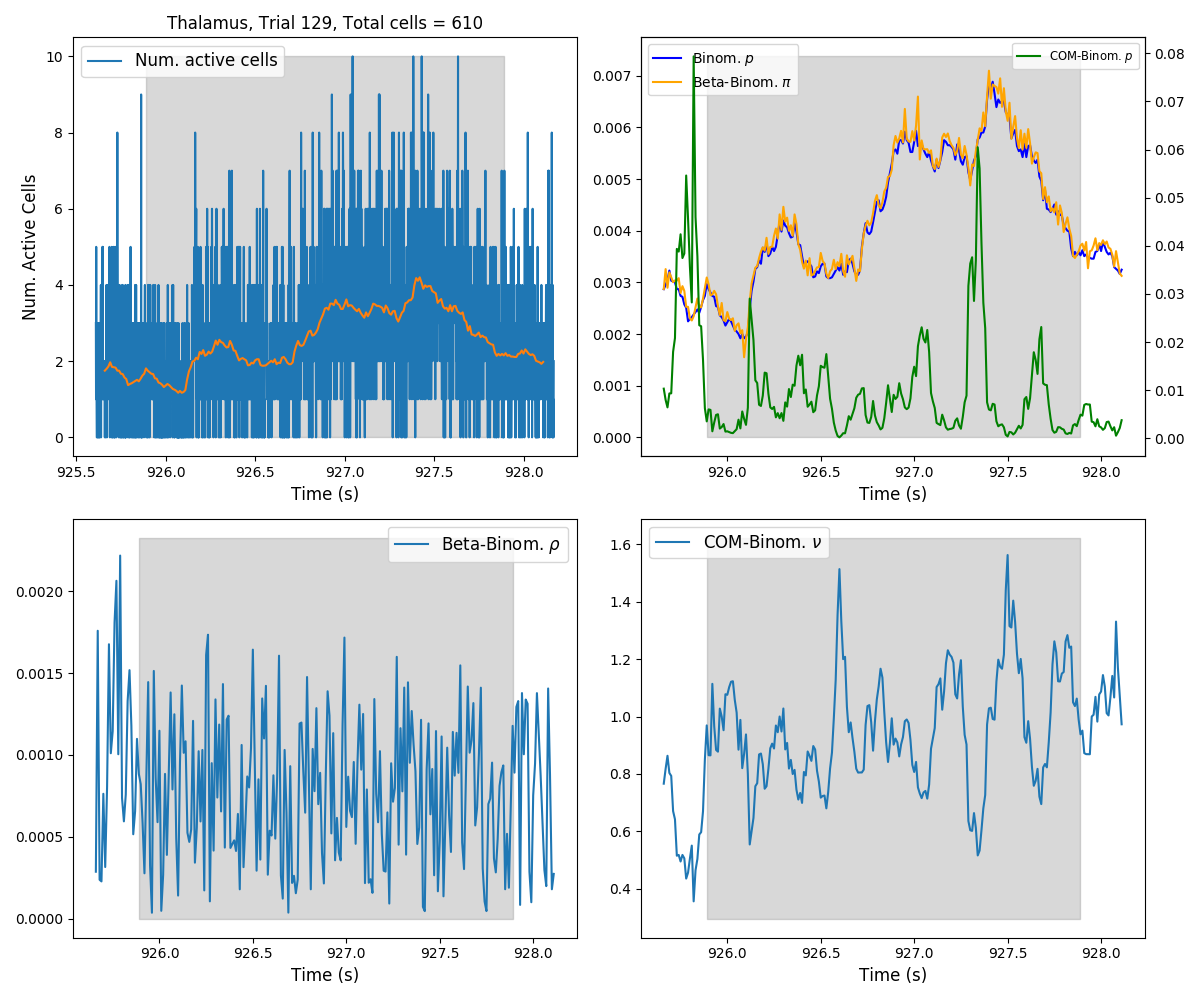 Thalamus, Trial 129, Total cells = 610
Num. active cells
Num. Active Cells
10
8
6
4
2
0
925.5 926.0 926.5 927.0 927.5 928.0
Time (s)
Binom. p
Beta-Binom. π
COM-Binom. p
0.007
0.006
0.005
0.004
0.003
0.002
0.001
0.000
0.08
0.07
0.06
0.05
0.04
0.03
0.02
0.01
0.00
926.0 926.5 927.0 927.5 928.0
Time (s)
Beta-Binom. ρ
0.0020
0.0015
0.0010
0.0005
0.0000
926.0 926.5 927.0 927.5 928.0
Time (s)
COM-Binom. ν
1.6
1.4
1.2
1.0
0.8
0.6
0.4
926.0 926.5 927.0 927.5 928.0
Time (s)